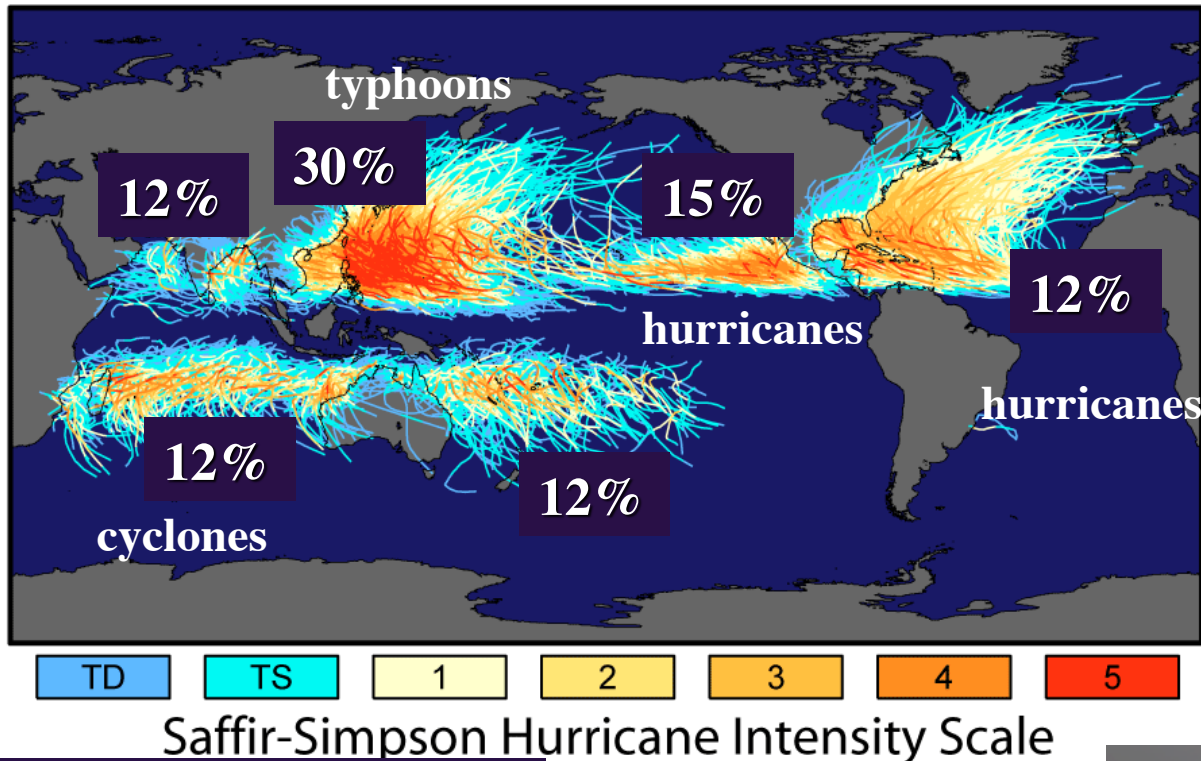 typhoons
30%
12%
15%
12%
hurricanes
hurricanes
12%
12%
cyclones
TD TS 1 2 3 4 5
Saffir-Simpson Hurricane Intensity Scale